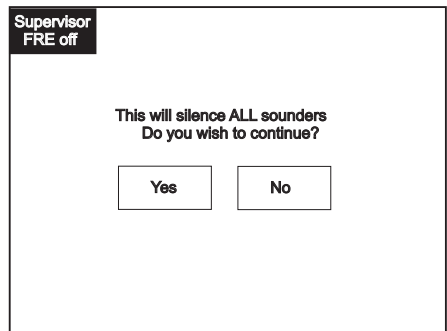 Supervisor
FRE off
This will silence ALL sounders
Do you wish to continue?
Yes
No